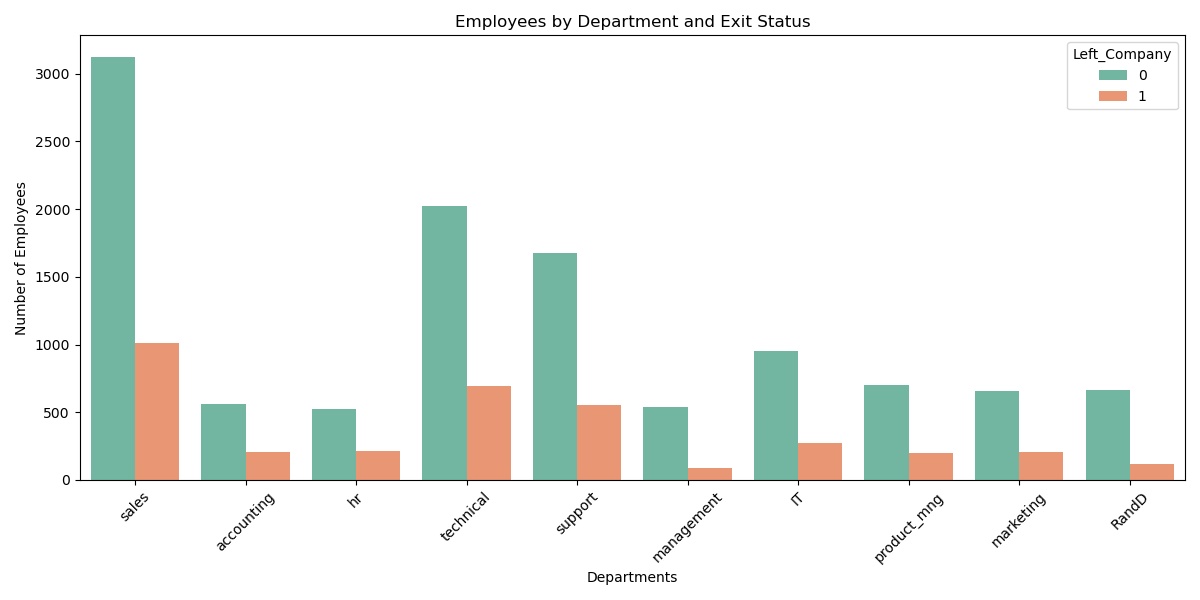 Employees by Department and Exit Status
Left_Company
0
1
3000
2500
2000
1500
1000
500
0
Number of Employees
sales
accounting
hr
technical
support
management
IT
product_mng
marketing
RandD
Departments